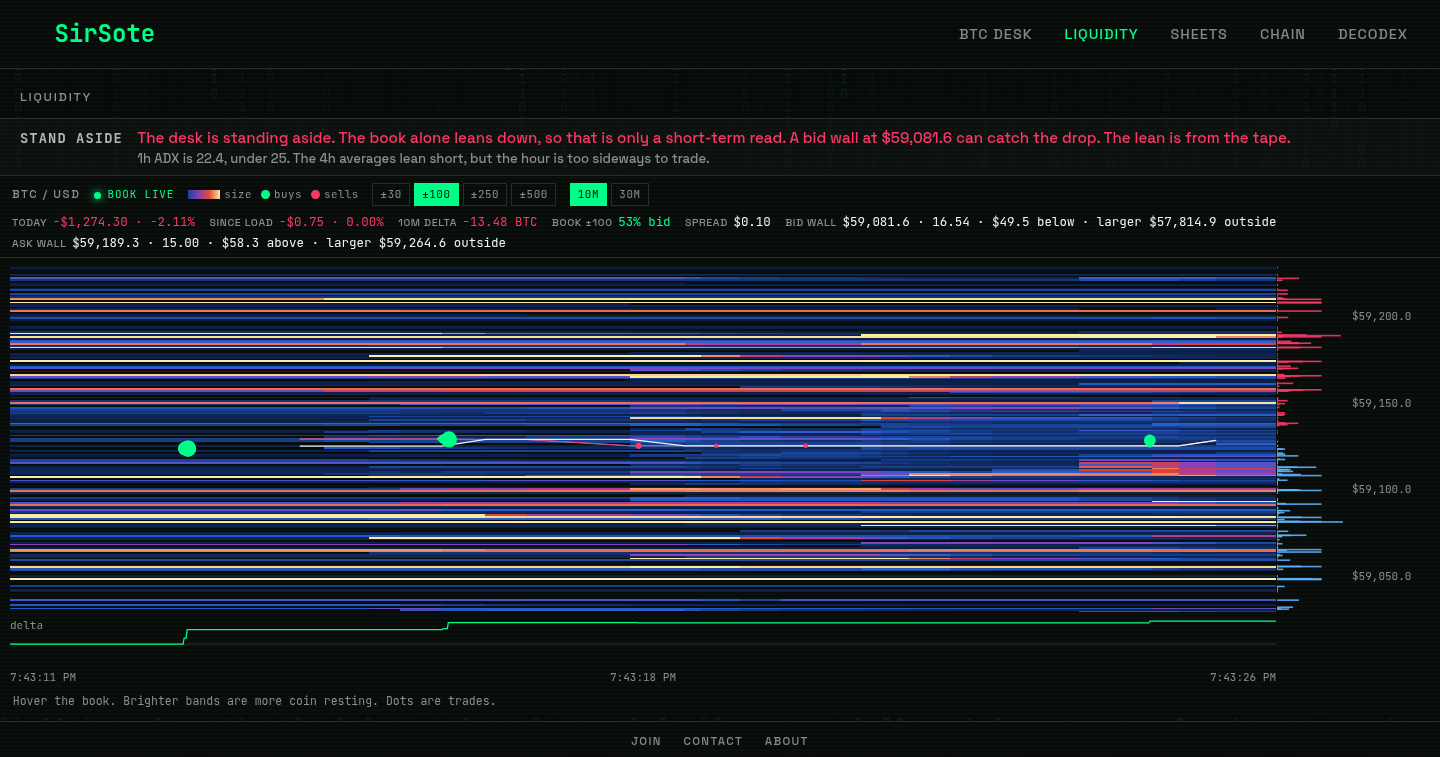 SirSote
BTC DESK LIQUIDITY SHEETS CHAIN DECODEX
LIQUIDITY
STAND ASIDE The desk is standing aside. The book alone leans down, so that is only a short-term read. A bid wall at $59,081.6 can catch the drop. The lean is from the tape.
1h ADX is 22.4, under 25. The 4h averages lean short, but the hour is too sideways to trade.
BTC / USD BOOK LIVE size buys sells ±30 ±100 ±250 ±500 10M 30M
TODAY -$1,274.30 · -2.11% SINCE LOAD -$0.75 · 0.00% 10M DELTA -13.48 BTC BOOK ±100 53% bid SPREAD $0.10 BID WALL $59,081.6 · 16.54 · $49.5 below · larger $57,814.9 outside
ASK WALL $59,189.3 · 15.00 · $58.3 above · larger $59,264.6 outside
$59,200.0
$59,150.0
$59,100.0
$59,050.0
delta
7:43:11 PM 7:43:18 PM 7:43:26 PM
Hover the book. Brighter bands are more coin resting. Dots are trades.
JOIN CONTACT ABOUT